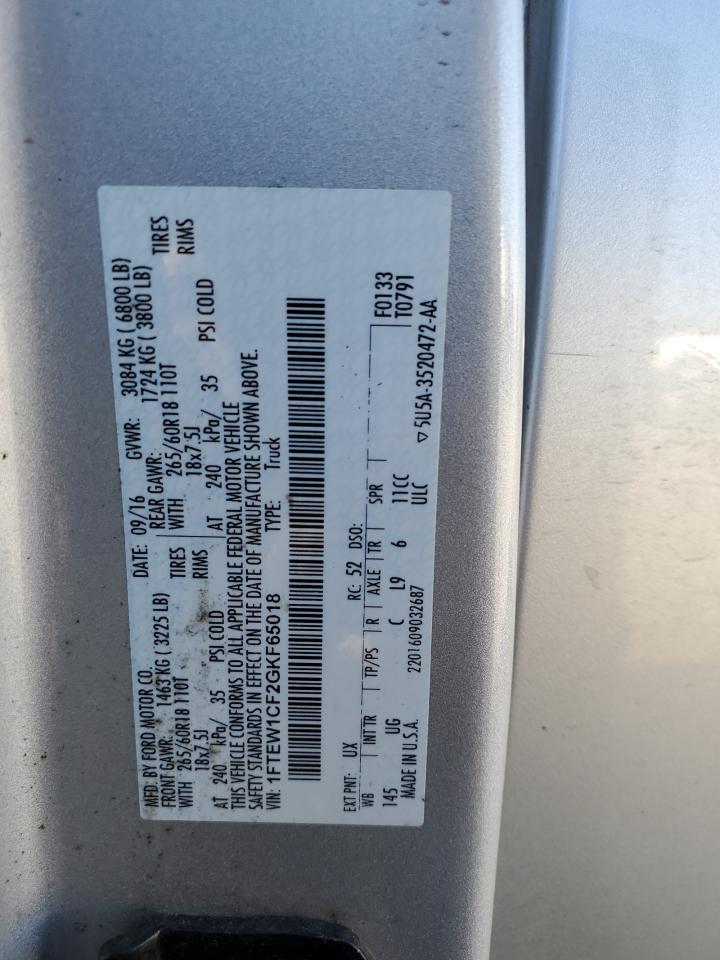 MFD. BY FORD MOTOR CO. DATE: 09/16 GVWR: 3084 KG ( 6800 LB)
FRONT GAWR: 1463 KG ( 3225 LB) REAR GAWR: 1724 KG ( 3800 LB)
WITH 265/60R18 110T TIRES WITH 265/60R18 110T TIRES
18x7.5J RIMS 18x7.5J RIMS
AT 240 kPa/ 35 PSI COLD AT 240 kPa/ 35 PSI COLD
THIS VEHICLE CONFORMS TO ALL APPLICABLE FEDERAL MOTOR VEHICLE
SAFETY STANDARDS IN EFFECT ON THE DATE OF MANUFACTURE SHOWN ABOVE.
VIN: 1FTEW1CF2GKF65018 TYPE: Truck
EXT PNT: UX RC: 52 DSO:
WB INT TR TP/PS R AXLE TR SPR F0133
145 UG C L9 6 11CC T0791
MADE IN U.S.A. 2201609032687 ULC ▽5U5A-3520472-AA